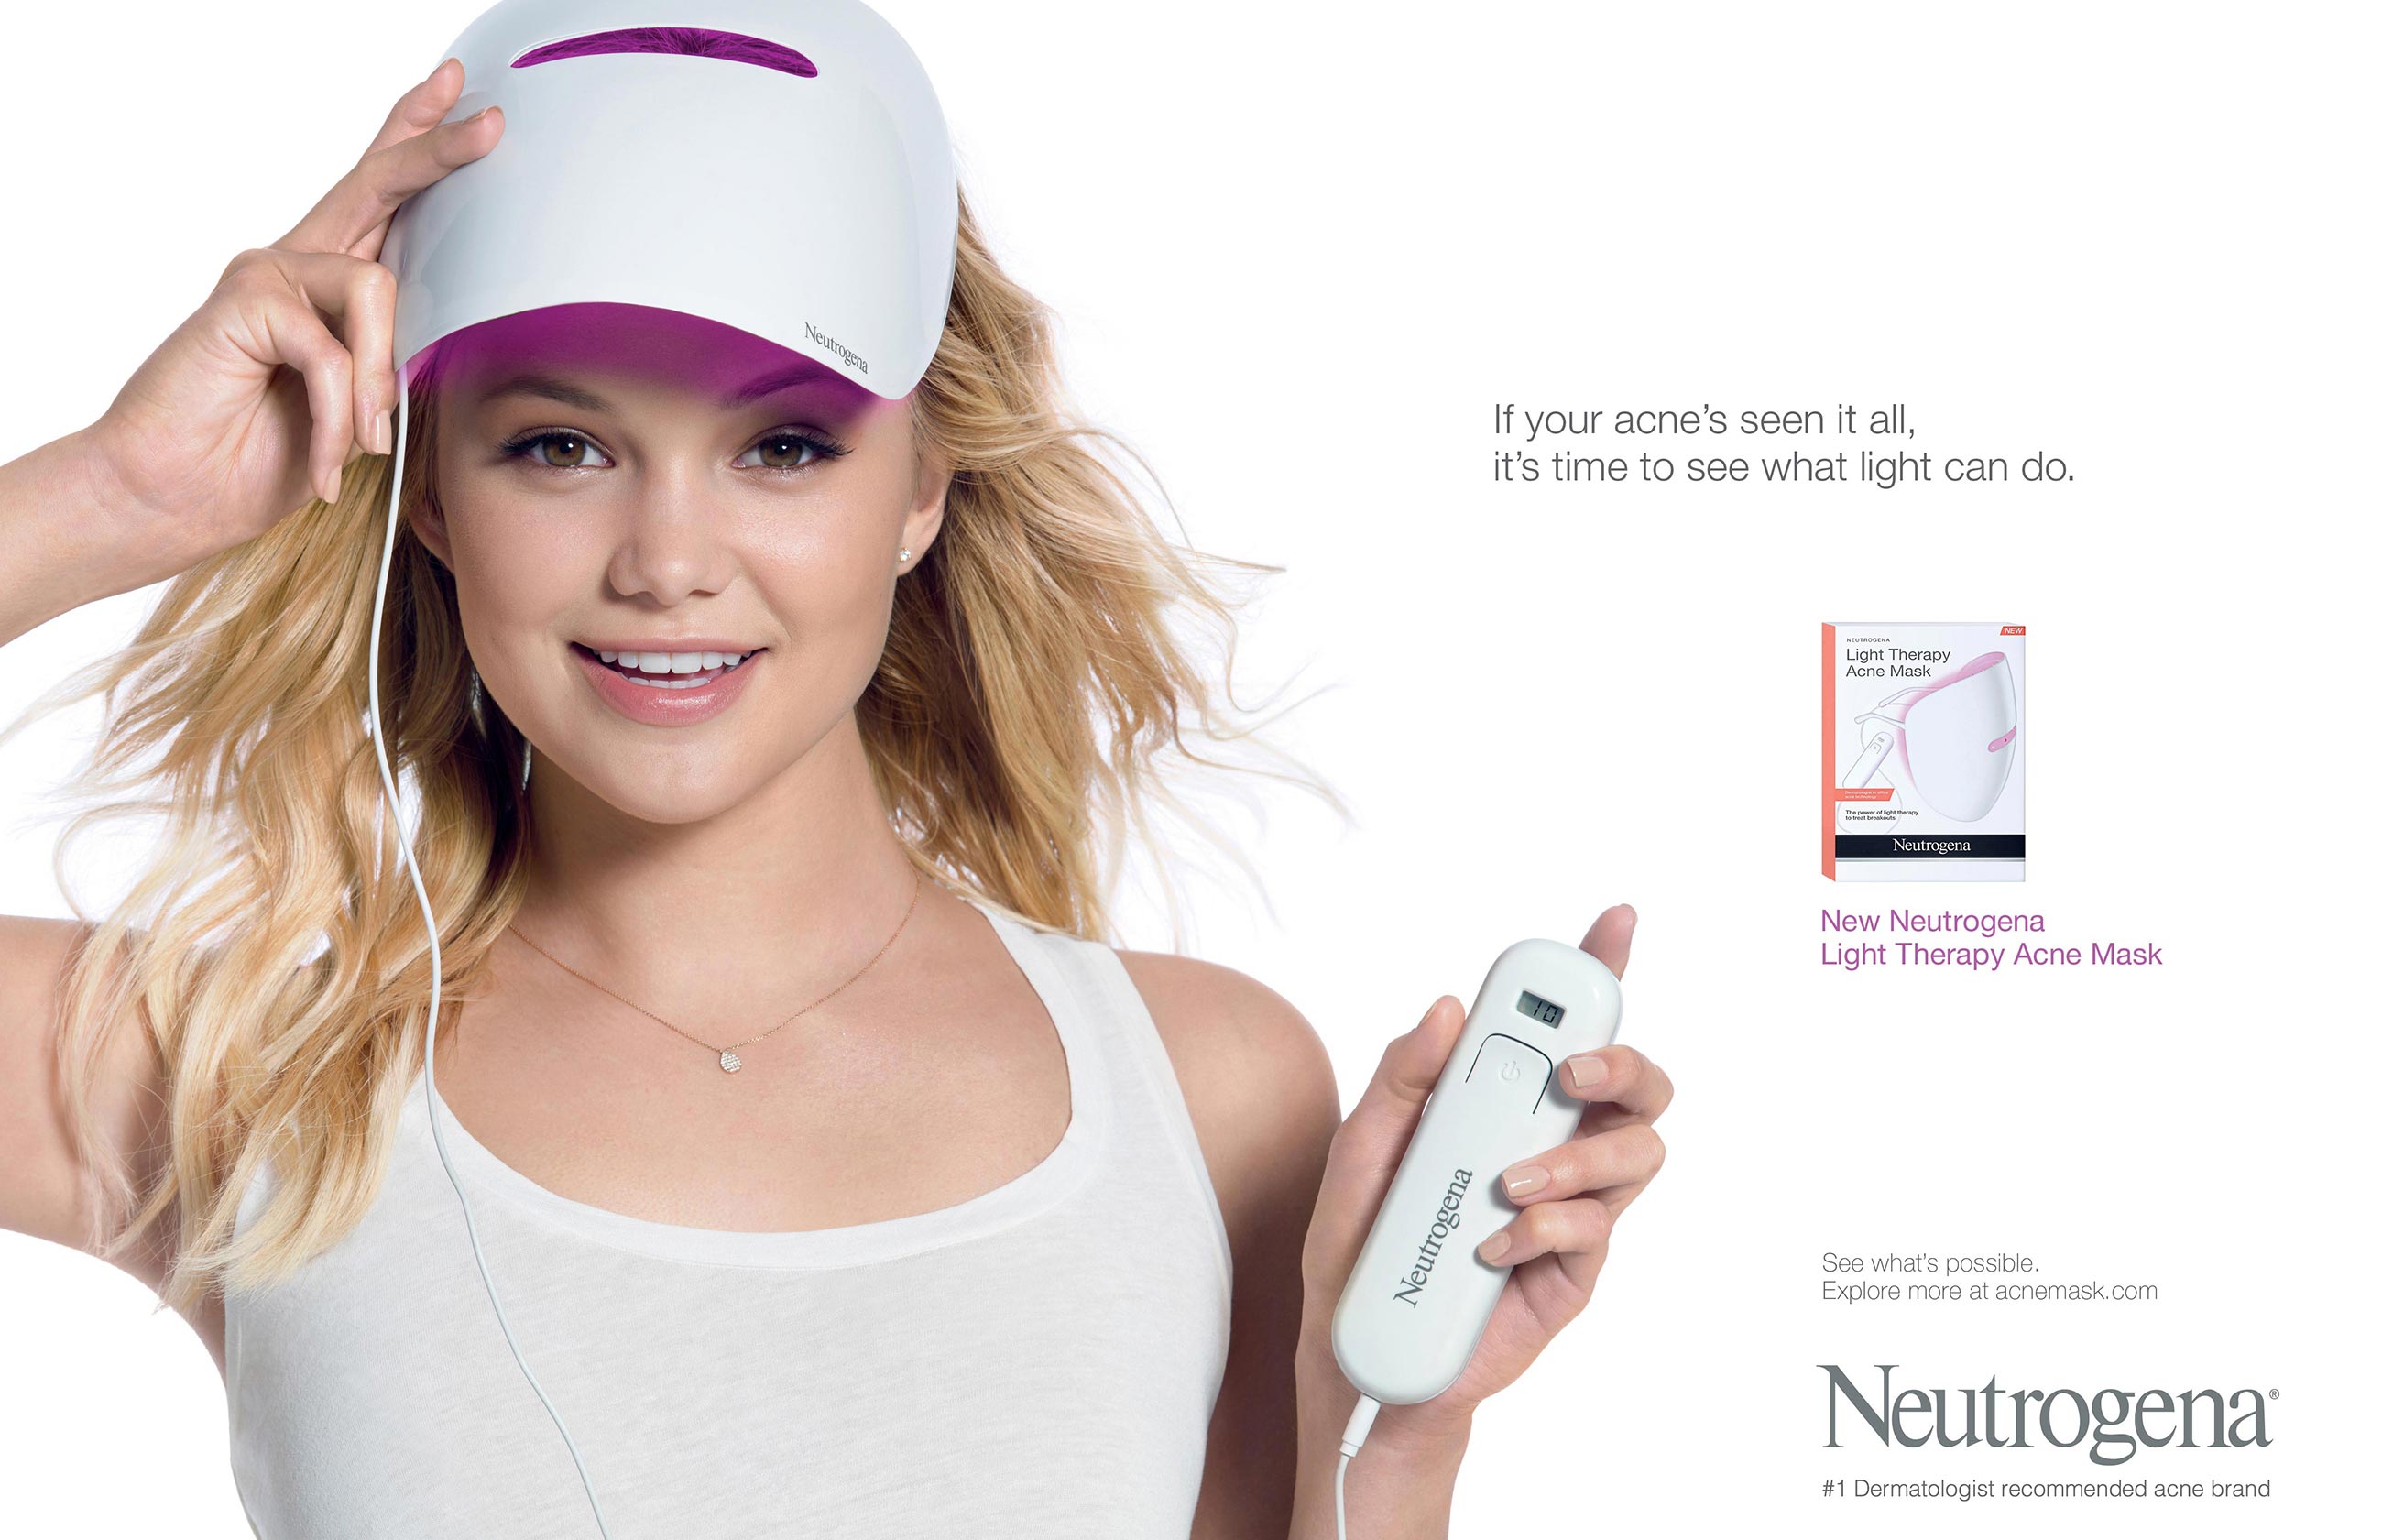 Neutrogena
If your acne's seen it all,
it's time to see what light can do.
NEW
NEUTROGENA
Light Therapy
Acne Mask
The power of light therapy
to treat breakouts
Neutrogena
New Neutrogena
Light Therapy Acne Mask
10
Neutrogena
See what's possible.
Explore more at acnemask.com
Neutrogena®
#1 Dermatologist recommended acne brand